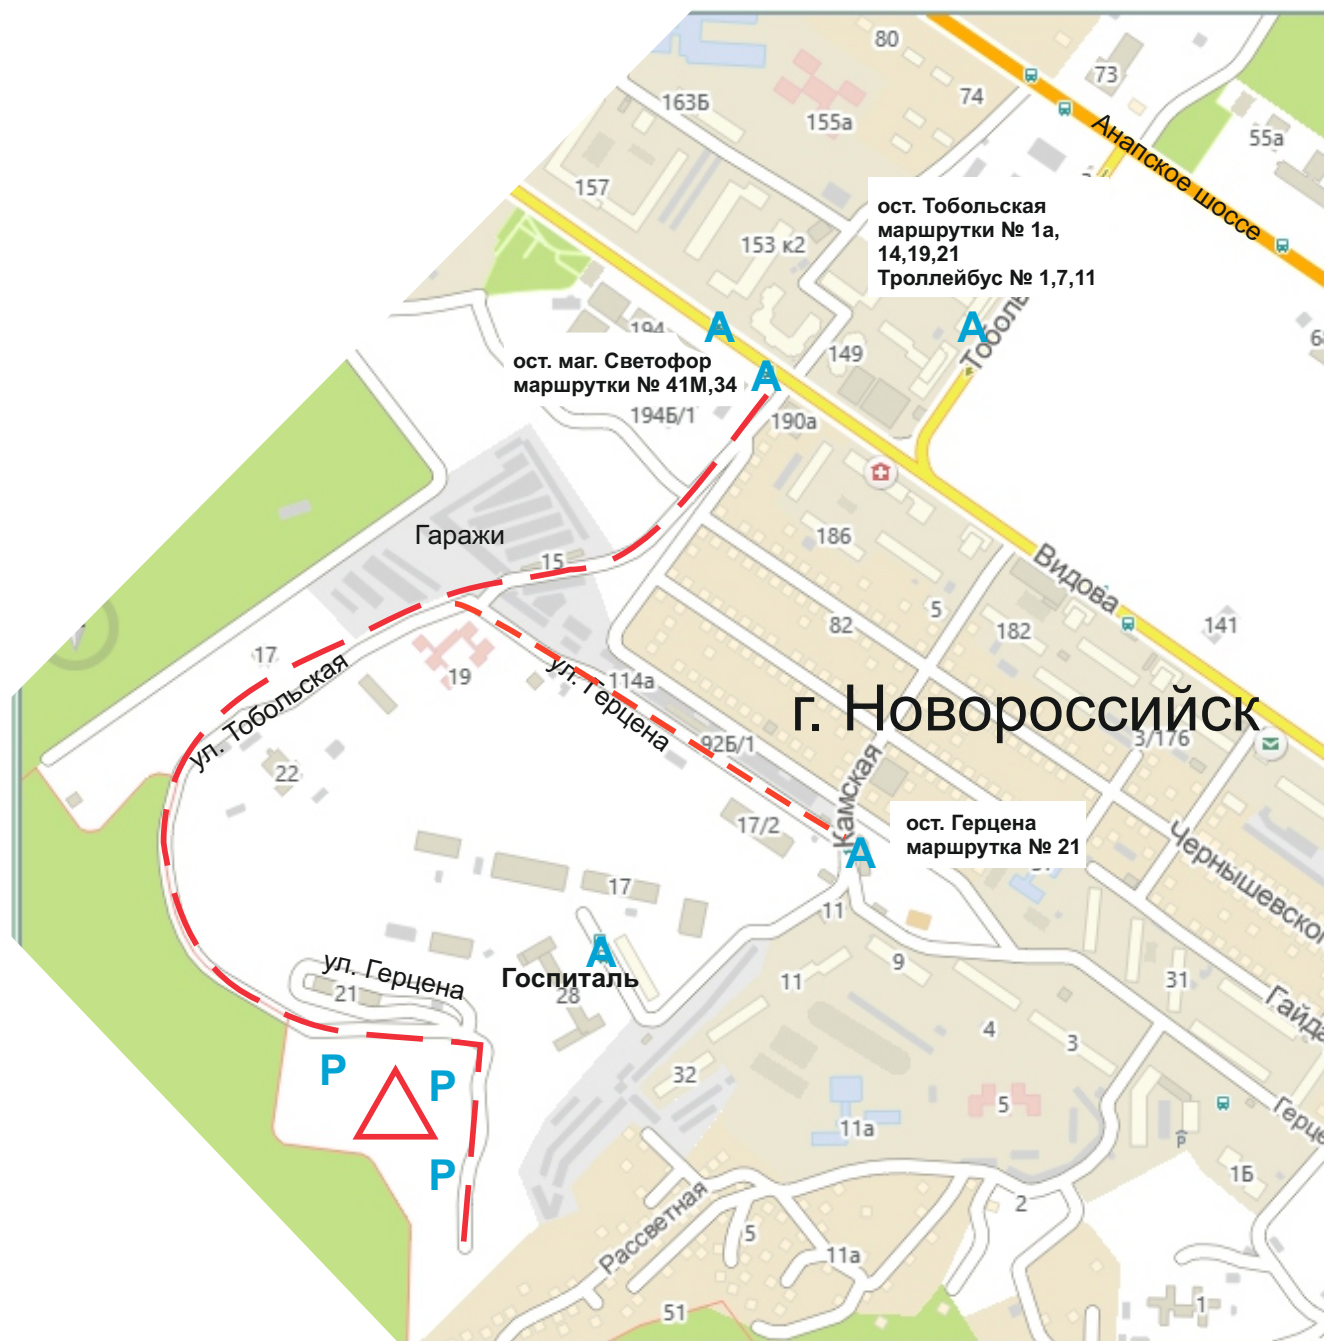 80
73
74
163Б
155а
55а
Анапское шоссе
157
153 к2
ост. Тобольская
маршрутки № 1а,
14,19,21
Троллейбус № 1,7,11
А
А
А
194
149
ост. маг. Светофор
маршрутки № 41М,34
194Б/1
190а
Гаражи
186
15
Видова
5
82
182
141
17
19
ул. Тобольская
114а
ул. Герцена
г. Новороссийск
92Б/1
3/176
22
Камская
17/2
ост. Герцена
маршрутка № 21
А
17
11
А
Госпиталь
ул. Герцена
21
28
9
11
31
4
3
P
P
32
5
11а
P
1Б
2
Рассветная
5
11а
51
1